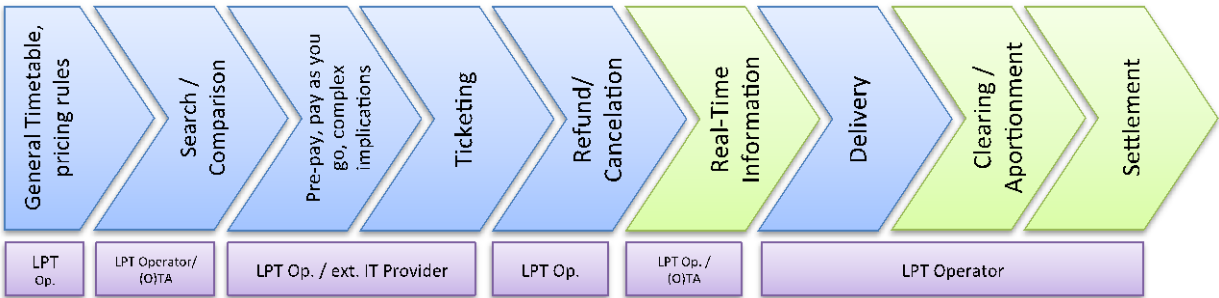 General Timetable,
pricing rules
Search /
Comparison
Pre-pay, pay as you
go, complex
implications
Ticketing
Refund/
Cancelation
Real-Time
Information
Delivery
Clearing /
Aportionment
Settlement
LPT
Op.
LPT Operator/
(O)TA
LPT Op. / ext. IT Provider
LPT Op.
LPT Op. /
(O)TA
LPT Operator